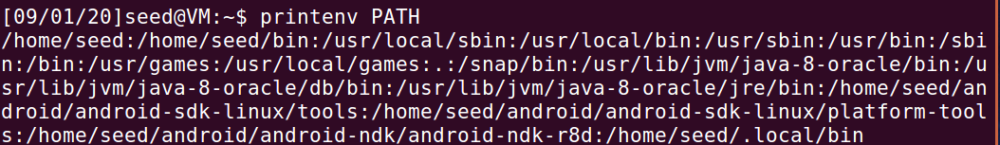 [09/01/20]seed@VM:~$ printenv PATH
/home/seed:/home/seed/bin:/usr/local/sbin:/usr/local/bin:/usr/sbin:/usr/bin:/sbi
n:/bin:/usr/games:/usr/local/games:.:/snap/bin:/usr/lib/jvm/java-8-oracle/bin:/u
sr/lib/jvm/java-8-oracle/db/bin:/usr/lib/jvm/java-8-oracle/jre/bin:/home/seed/an
droid/android-sdk-linux/tools:/home/seed/android/android-sdk-linux/platform-tool
s:/home/seed/android/android-ndk/android-ndk-r8d:/home/seed/.local/bin